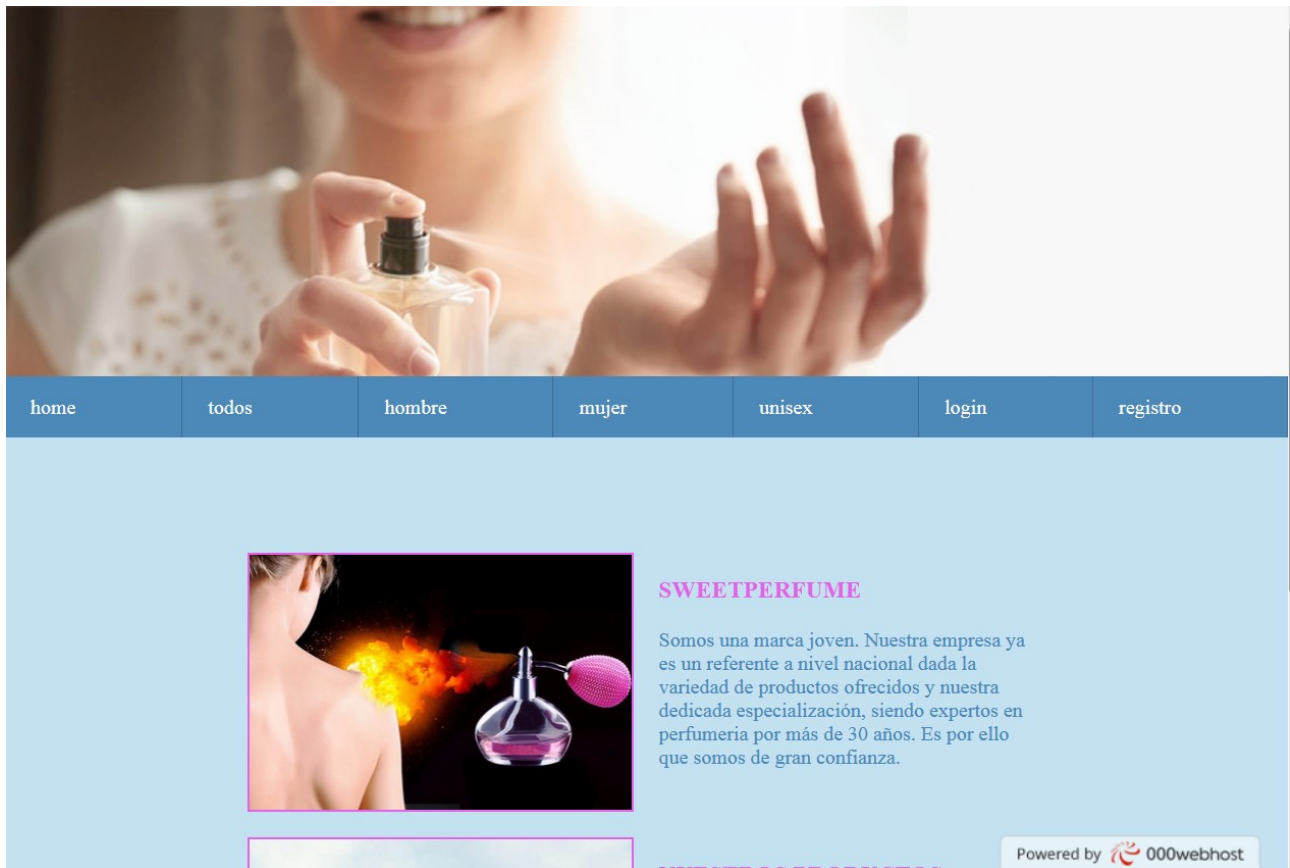 home
todos
hombre
mujer
unisex
login
registro
SWEETPERFUME
Somos una marca joven. Nuestra empresa ya
es un referente a nivel nacional dada la
variedad de productos ofrecidos y nuestra
dedicada especialización, siendo expertos en
perfumeria por más de 30 años. Es por ello
que somos de gran confianza.
Powered by 000webhost